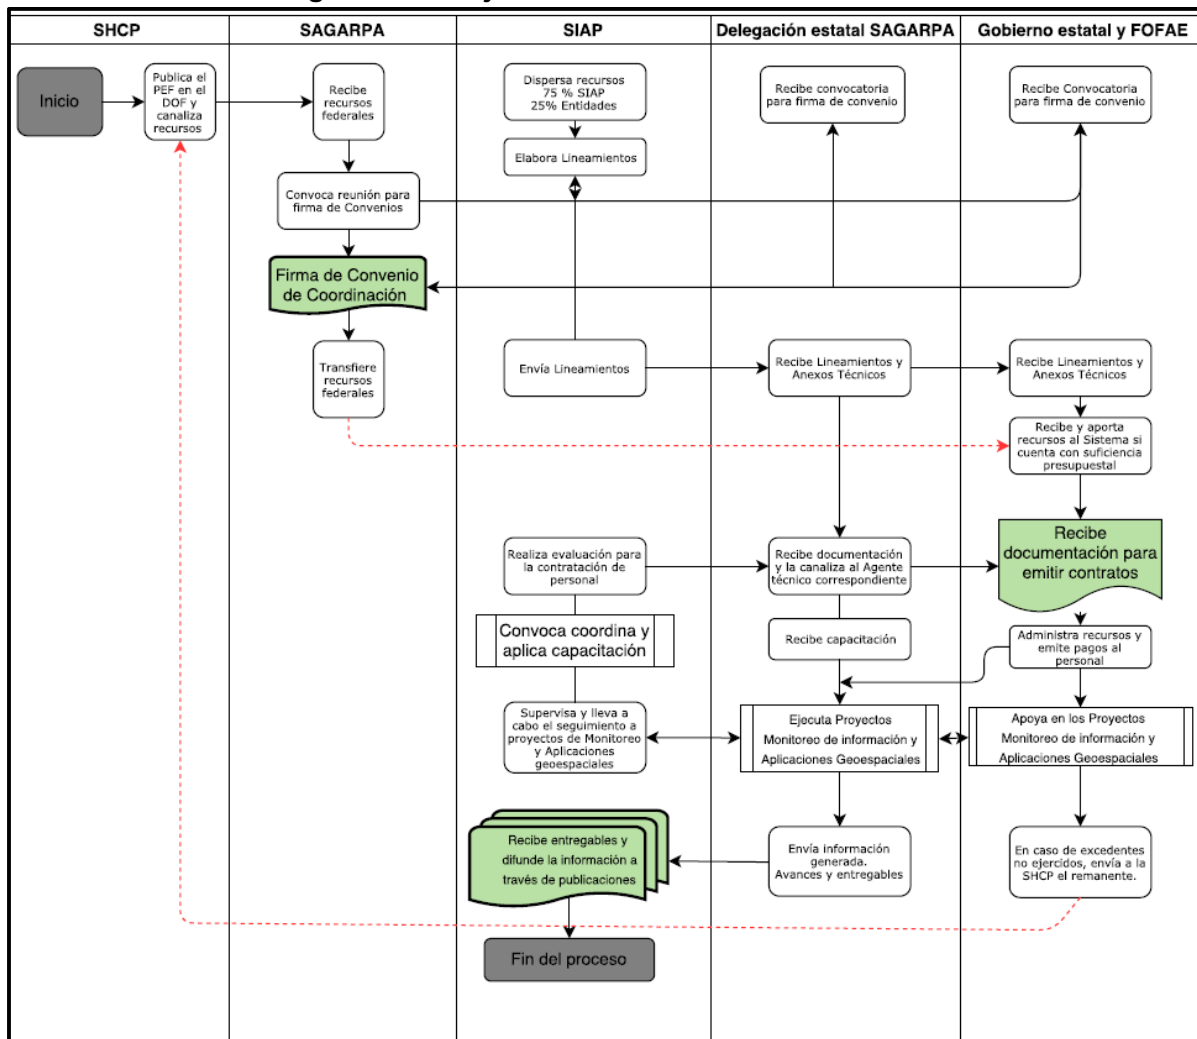 SHCP
SAGARPA
SIAP
Delegación estatal SAGARPA
Gobierno estatal y FOFAE
Inicio
Publica el
PEF en el
DOF y
canaliza
recursos
Recibe
recursos
federales
Dispersa recursos
75 % SIAP
25% Entidades
Recibe convocatoria
para firma de convenio
Recibe Convocatoria
para firma de convenio
Elabora Lineamientos
Convoca reunión para
firma de Convenios
Firma de Convenio
de Coordinación
Transfiere
recursos
federales
Envía Lineamientos
Recibe Lineamientos y
Anexos Técnicos
Recibe Lineamientos y
Anexos Técnicos
Recibe y aporta
recursos al Sistema si
cuenta con suficiencia
presupuestal
Realiza evaluación para
la contratación de
personal
Recibe documentación
y la canaliza al Agente
técnico correspondiente
Recibe
documentación para
emitir contratos
Convoca coordina y
aplica capacitación
Recibe capacitación
Administra recursos y
emite pagos al
personal
Supervisa y lleva a
cabo el seguimiento a
proyectos de Monitoreo
y Aplicaciones
geoespaciales
Ejecuta Proyectos
Monitoreo de información y
Aplicaciones Geoespaciales
Apoya en los Proyectos
Monitoreo de información y
Aplicaciones Geoespaciales
Recibe entregables y
difunde la información a
través de publicaciones
Envía información
generada.
Avances y entregables
En caso de excedentes
no ejercidos, envía a la
SHCP el remanente.
Fin del proceso